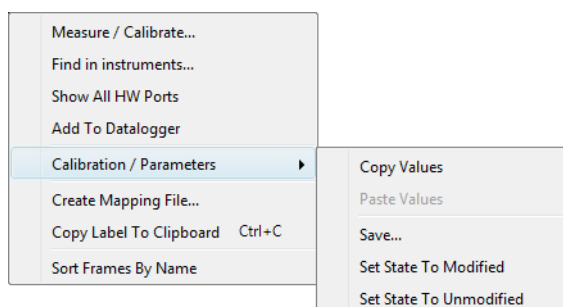 Measure / Calibrate...
Find in instruments...
Show All HW Ports
Add To Datalogger
Calibration / Parameters
Create Mapping File...
Copy Label To Clipboard Ctrl+C
Sort Frames By Name
Copy Values
Paste Values
Save...
Set State To Modified
Set State To Unmodified